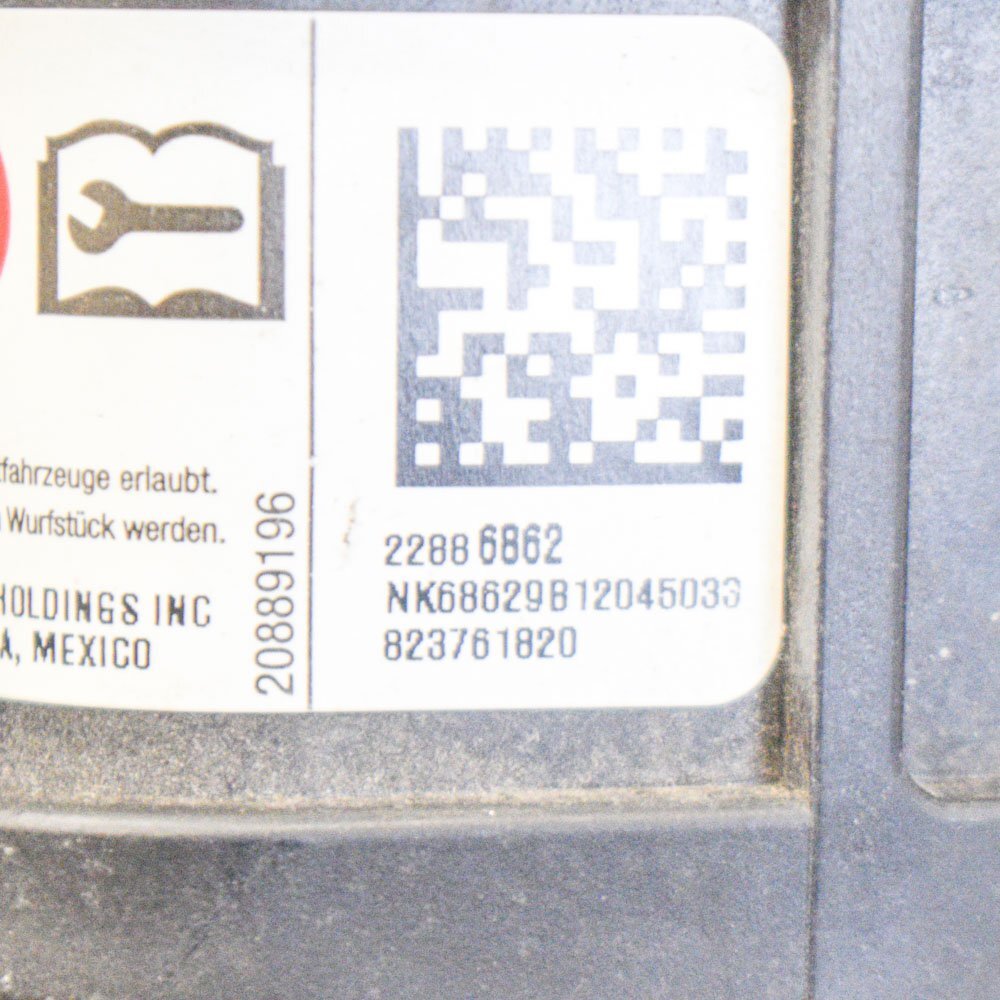 fahrzeuge erlaubt.
Wurfstück werden.
HOLDINGS INC
A, MEXICO
20889196
2288 6862
NK68629B12045033
823761820